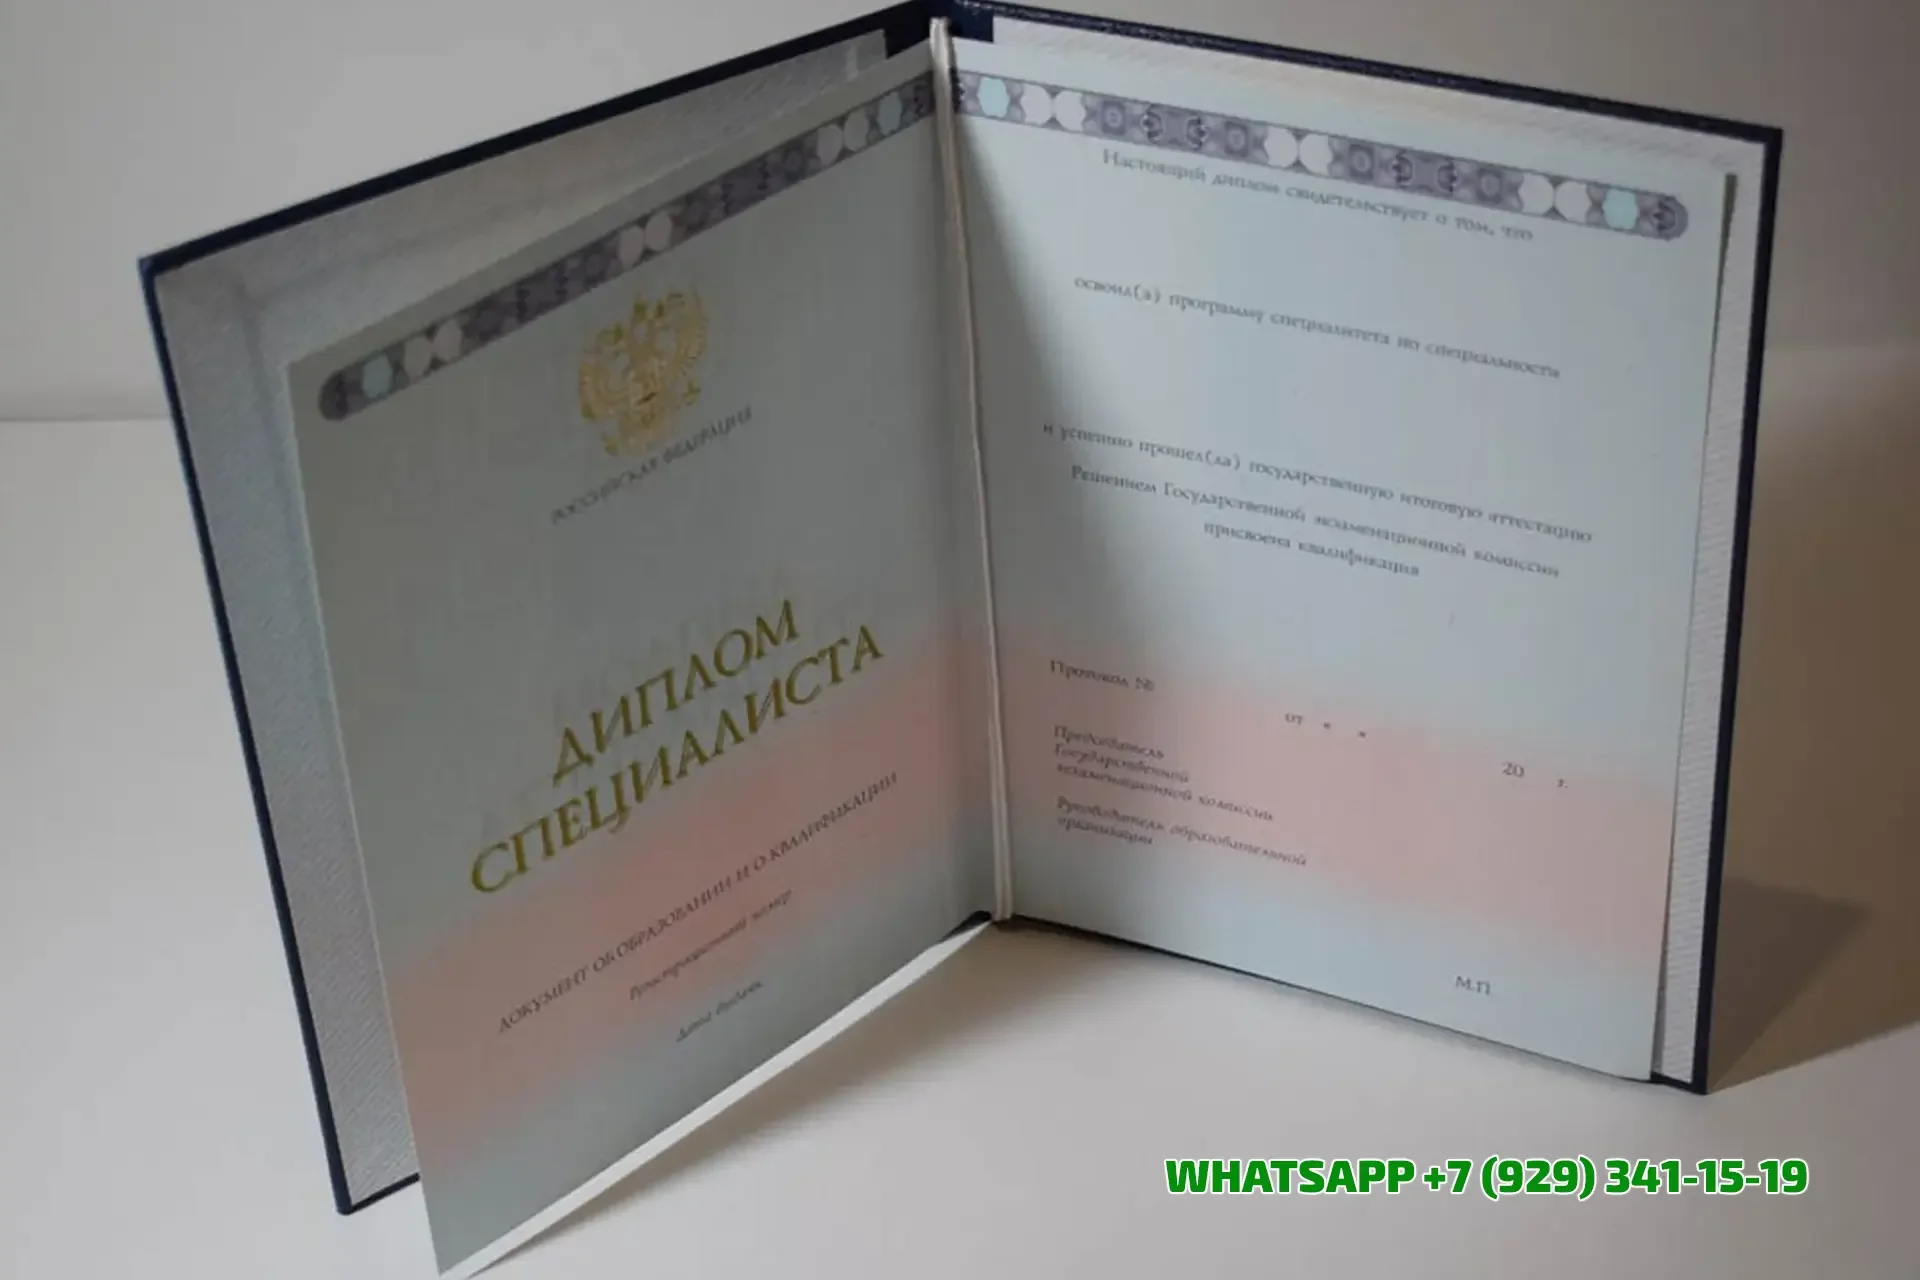 РОССИЙСКАЯ ФЕДЕРАЦИЯ
ДИПЛОМ
СПЕЦИАЛИСТА
ДОКУМЕНТ ОБ ОБРАЗОВАНИИ И О КВАЛИФИКАЦИИ
Регистрационный номер
Дата выдачи
Настоящий диплом свидетельствует о том, что
освоил(а) программу специалитета по специальности
и успешно прошел(ла) государственную итоговую аттестацию
Решением Государственной экзаменационной комиссии
присвоена квалификация
Протокол №
от « »
20 г.
Председатель
Государственной
экзаменационной комиссии
Руководитель образовательной
организации
М.П.
WHATSAPP +7 (929) 341-15-19